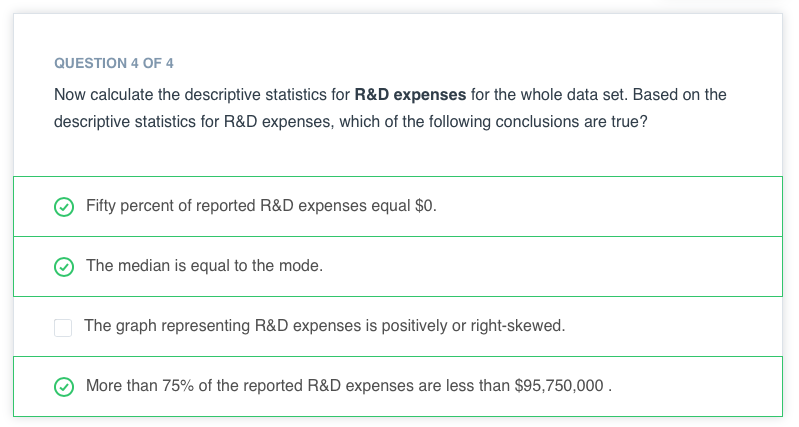 QUESTION 4 OF 4
Now calculate the descriptive statistics for R&D expenses for the whole data set. Based on the
descriptive statistics for R&D expenses, which of the following conclusions are true?
Fifty percent of reported R&D expenses equal $0.
The median is equal to the mode.
The graph representing R&D expenses is positively or right-skewed.
More than 75% of the reported R&D expenses are less than $95,750,000 .